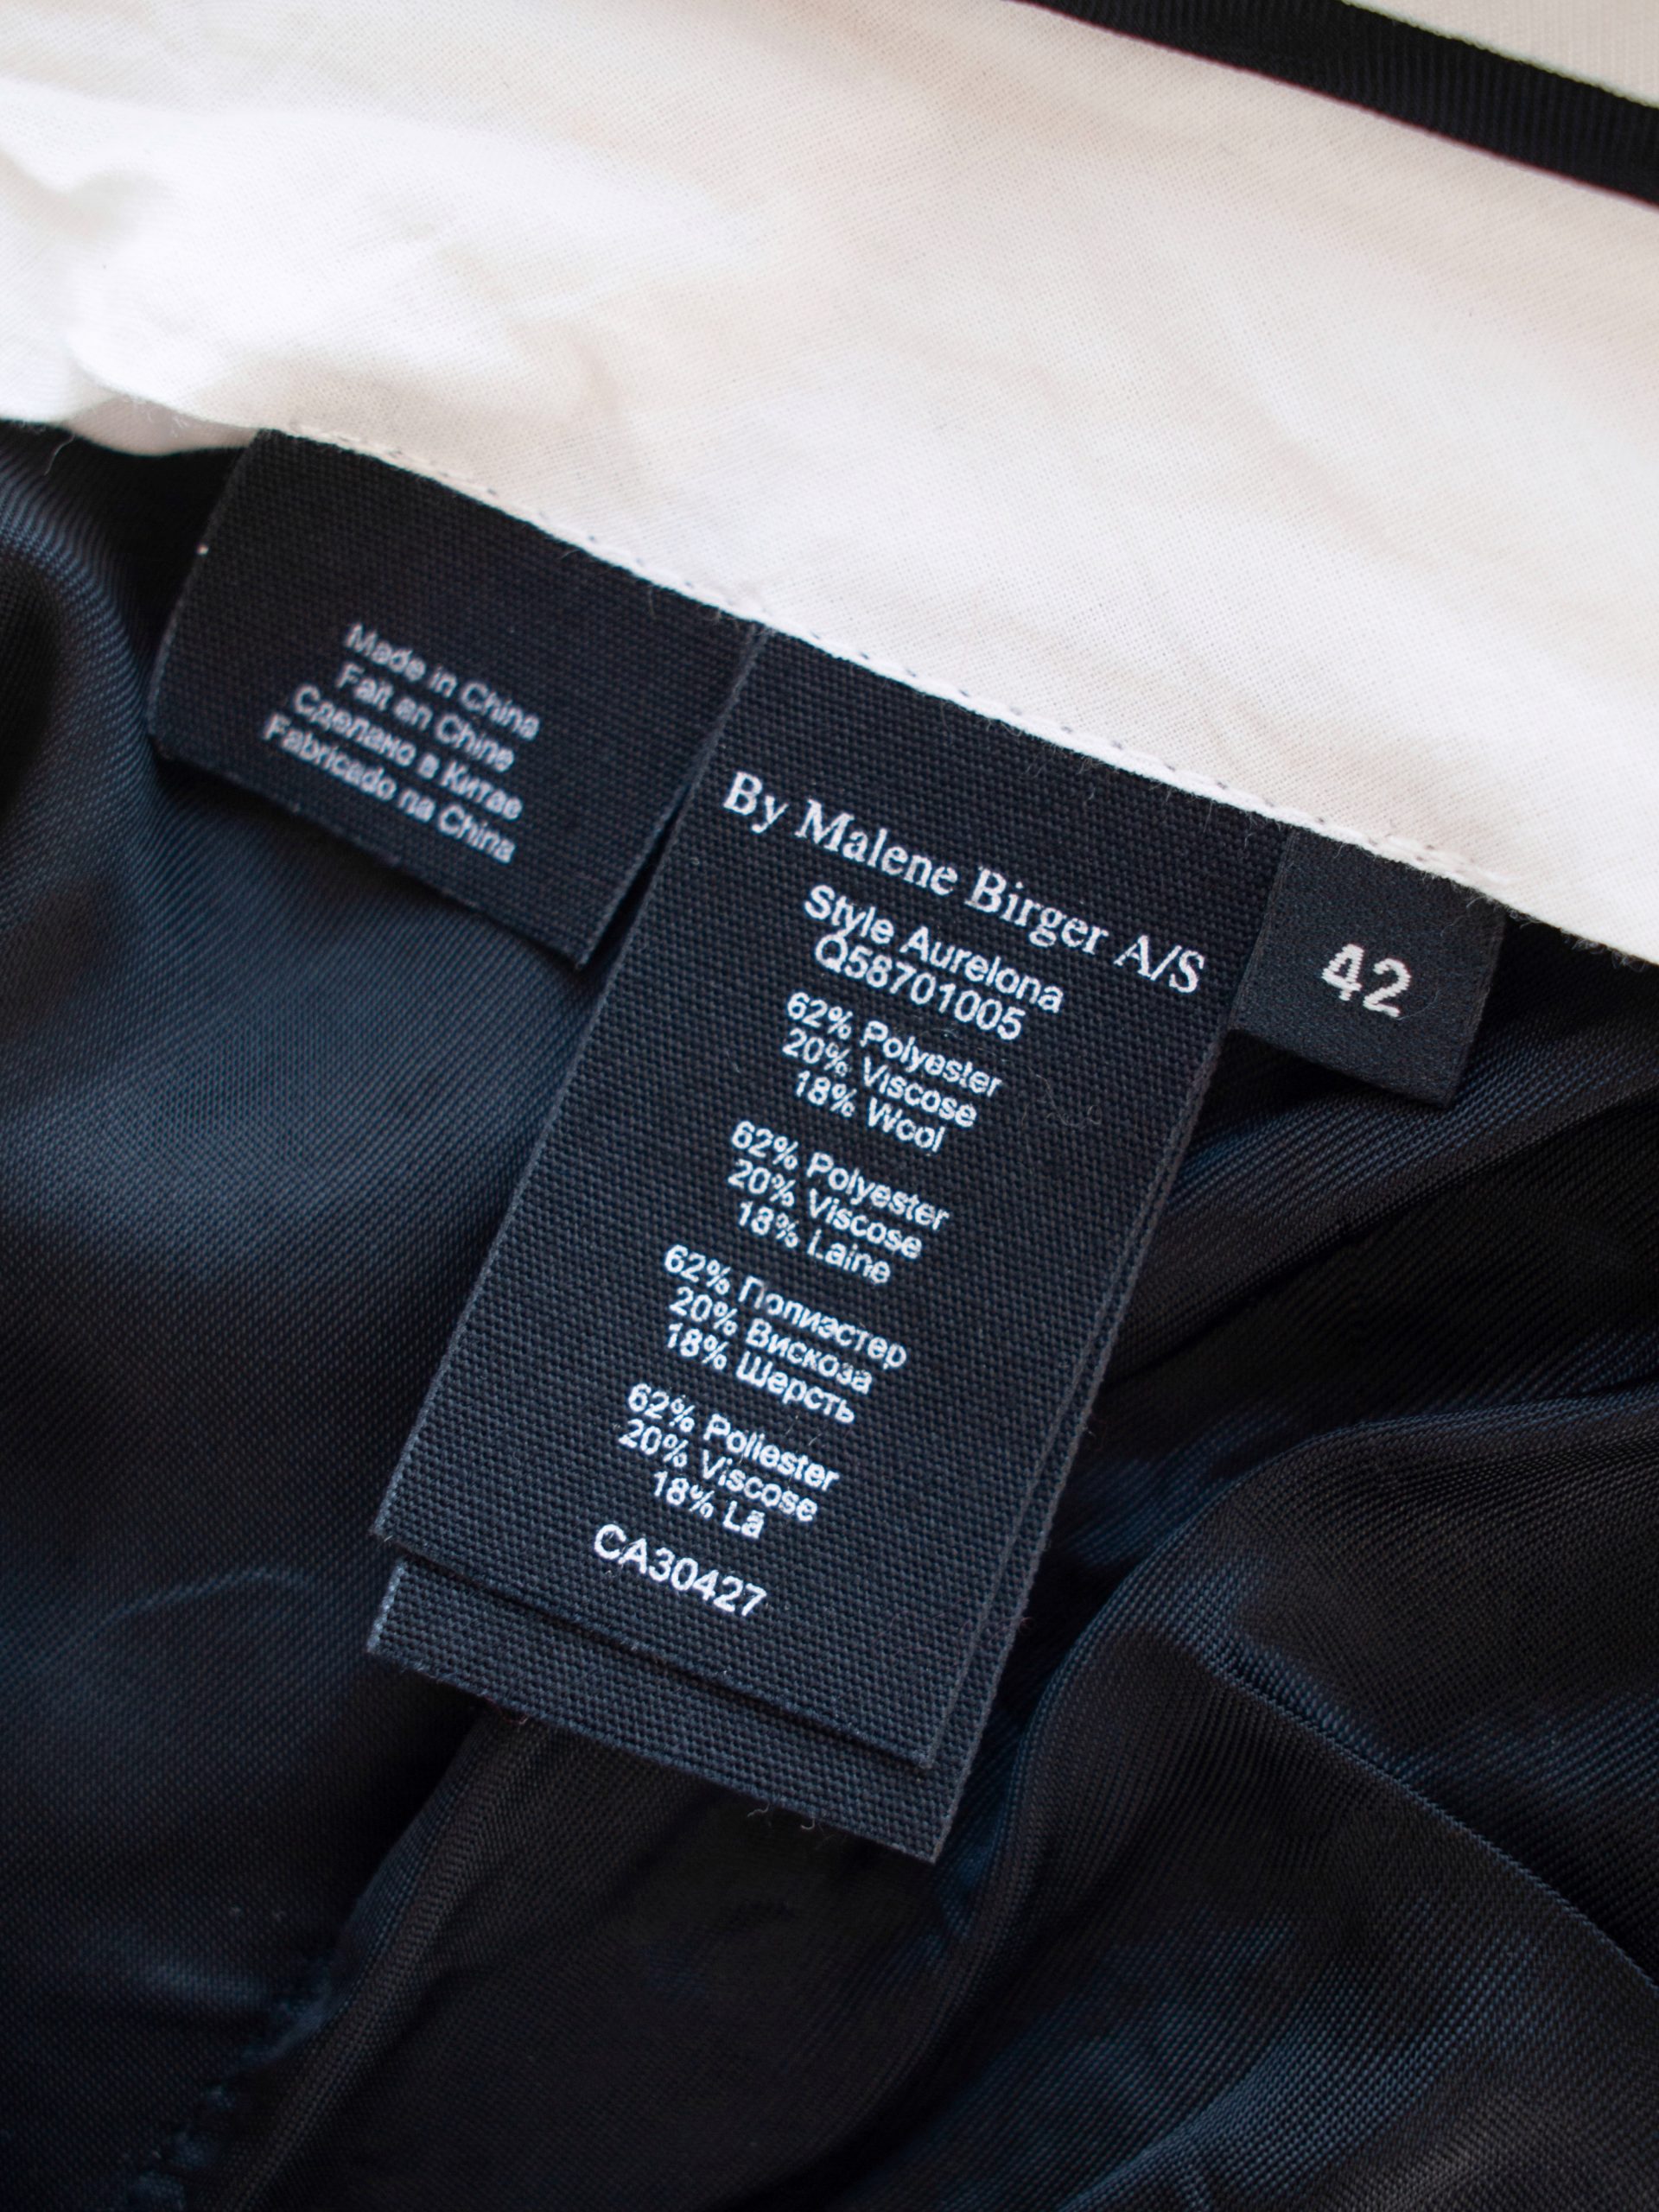 Made in China
Fait en Chine
Сделано в Китае
Fabricado na China
By Malene Birger A/S
Style Aurelona
Q58701005
62% Polyester
20% Viscose
18% Wool
62% Polyester
20% Viscose
18% Laine
62% Полиэстер
20% Вискоза
18% Шерсть
62% Poliester
20% Viscose
18% Lã
CA30427
42